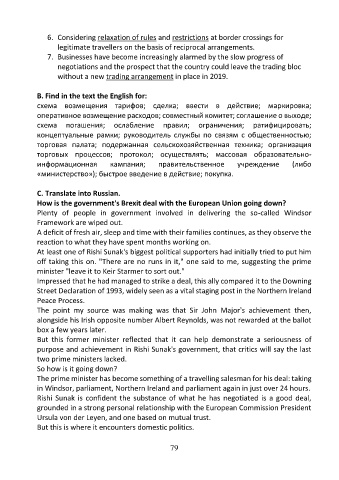 6. Considering relaxation of rules and restrictions at border crossings for
legitimate travellers on the basis of reciprocal arrangements.
7. Businesses have become increasingly alarmed by the slow progress of
negotiations and the prospect that the country could leave the trading bloc
without a new trading arrangement in place in 2019.
B. Find in the text the English for:
схема возмещения тарифов; сделка; ввести в действие; маркировка;
оперативное возмещение расходов; совместный комитет; соглашение о выходе;
схема погашения; ослабление правил; ограничения; ратифицировать;
концептуальные рамки; руководитель службы по связям с общественностью;
торговая палата; подержанная сельскохозяйственная техника; организация
торговых процессов; протокол; осуществлять; массовая образовательно-
информационная кампания; правительственное учреждение (либо
«министерство»); быстрое введение в действие; покупка.
C. Translate into Russian.
How is the government's Brexit deal with the European Union going down?
Plenty of people in government involved in delivering the so-called Windsor
Framework are wiped out.
A deficit of fresh air, sleep and time with their families continues, as they observe the
reaction to what they have spent months working on.
At least one of Rishi Sunak's biggest political supporters had initially tried to put him
off taking this on. "There are no runs in it," one said to me, suggesting the prime
minister "leave it to Keir Starmer to sort out."
Impressed that he had managed to strike a deal, this ally compared it to the Downing
Street Declaration of 1993, widely seen as a vital staging post in the Northern Ireland
Peace Process.
The point my source was making was that Sir John Major's achievement then,
alongside his Irish opposite number Albert Reynolds, was not rewarded at the ballot
box a few years later.
But this former minister reflected that it can help demonstrate a seriousness of
purpose and achievement in Rishi Sunak's government, that critics will say the last
two prime ministers lacked.
So how is it going down?
The prime minister has become something of a travelling salesman for his deal: taking
in Windsor, parliament, Northern Ireland and parliament again in just over 24 hours.
Rishi Sunak is confident the substance of what he has negotiated is a good deal,
grounded in a strong personal relationship with the European Commission President
Ursula von der Leyen, and one based on mutual trust.
But this is where it encounters domestic politics.
79